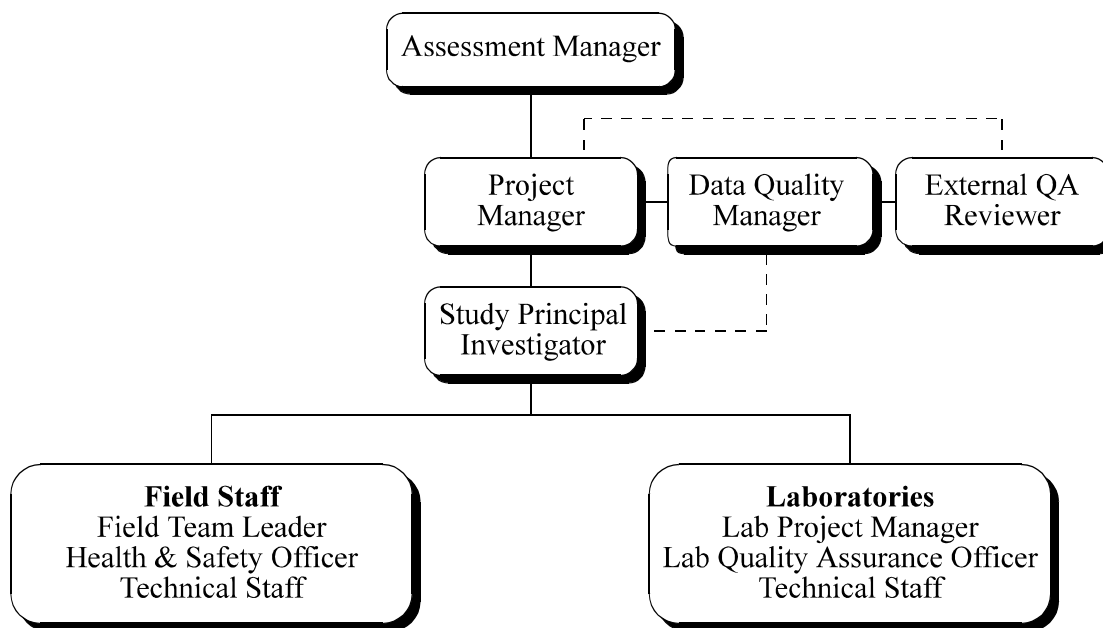 Assessment Manager
Project
Manager
Data Quality
Manager
External QA
Reviewer
Study Principal
Investigator
Field Staff
Field Team Leader
Health & Safety Officer
Technical Staff
Laboratories
Lab Project Manager
Lab Quality Assurance Officer
Technical Staff